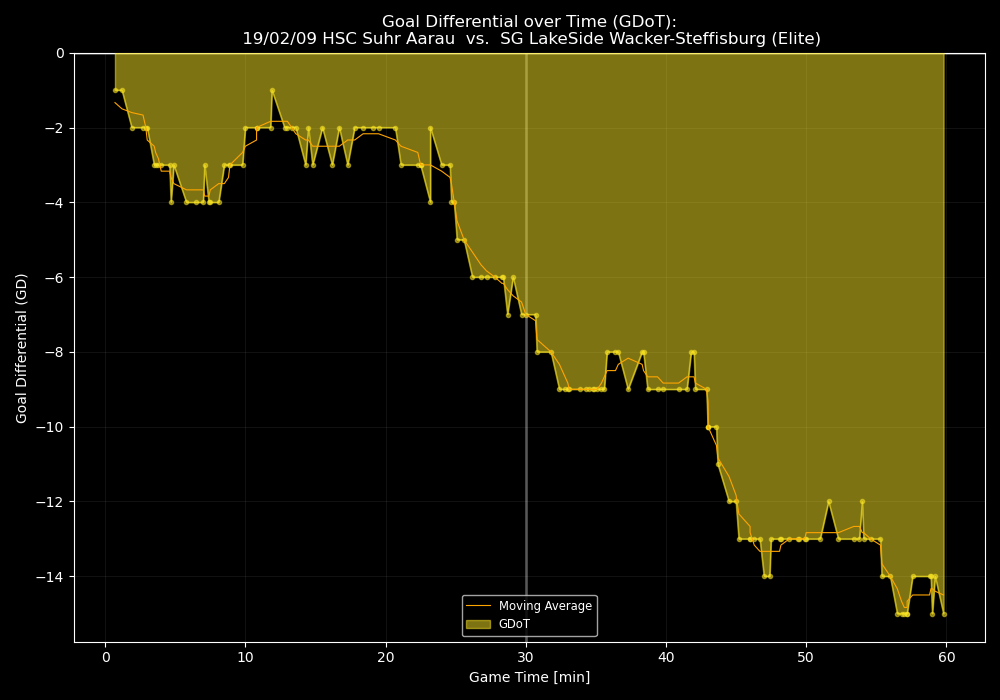 Goal Differential over Time (GDoT):
19/02/09 HSC Suhr Aarau  vs.  SG LakeSide Wacker-Steffisburg (Elite)
Goal Differential (GD)
0
−2
−4
−6
−8
−10
−12
−14
Moving Average
GDoT
0
10
20
30
40
50
60
Game Time [min]